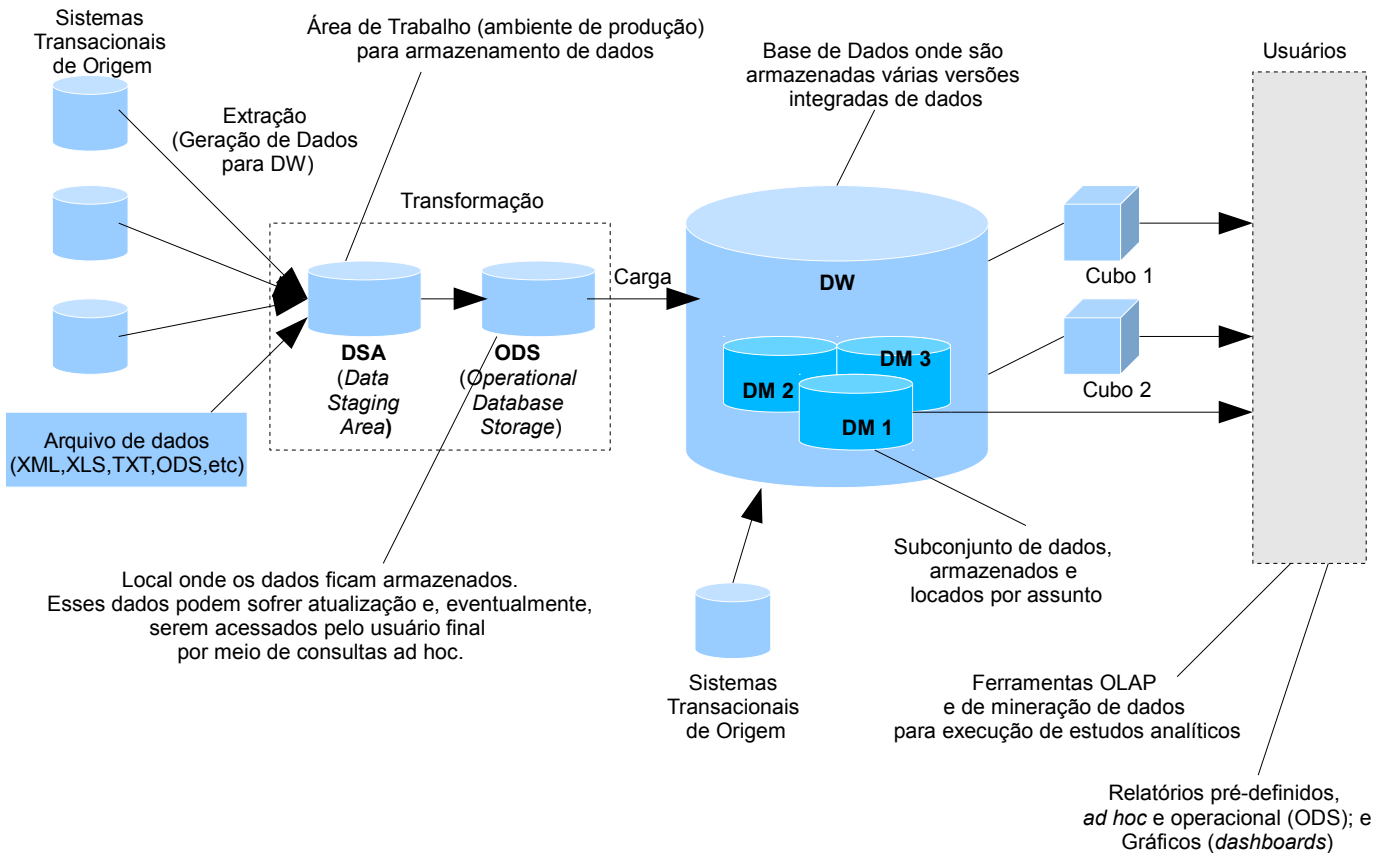 Sistemas
Transacionais
de Origem
Área de Trabalho (ambiente de produção)
para armazenamento de dados
Base de Dados onde são
armazenadas várias versões
integradas de dados
Usuários
Extração
(Geração de Dados
para DW)
Transformação
Carga
DW
Cubo 1
DSA
(Data
Staging
Area)
ODS
(Operational
Database
Storage)
DM 3
DM 2
DM 1
Cubo 2
Arquivo de dados
(XML,XLS,TXT,ODS,etc)
Local onde os dados ficam armazenados.
Esses dados podem sofrer atualização e, eventualmente,
serem acessados pelo usuário final
por meio de consultas ad hoc.
Subconjunto de dados,
armazenados e
locados por assunto
Sistemas
Transacionais
de Origem
Ferramentas OLAP
e de mineração de dados
para execução de estudos analíticos
Relatórios pré-definidos,
ad hoc e operacional (ODS); e
Gráficos (dashboards)